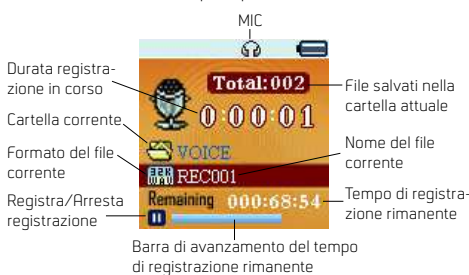 MIC
Durata registra-
zione in corso
Total:002
File salvati nella
cartella attuale
0:00:01
Cartella corrente
VOICE
Nome del file
corrente
Formato del file
corrente
32K
WAV
REC001
Registra/Arresta
registrazione
Remaining 000:68:54
Tempo di registra-
zione rimanente
Barra di avanzamento del tempo
di registrazione rimanente